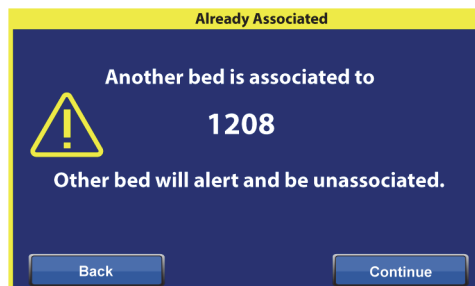 Already Associated
Another bed is associated to
1208
Other bed will alert and be unassociated.
Back
Continue